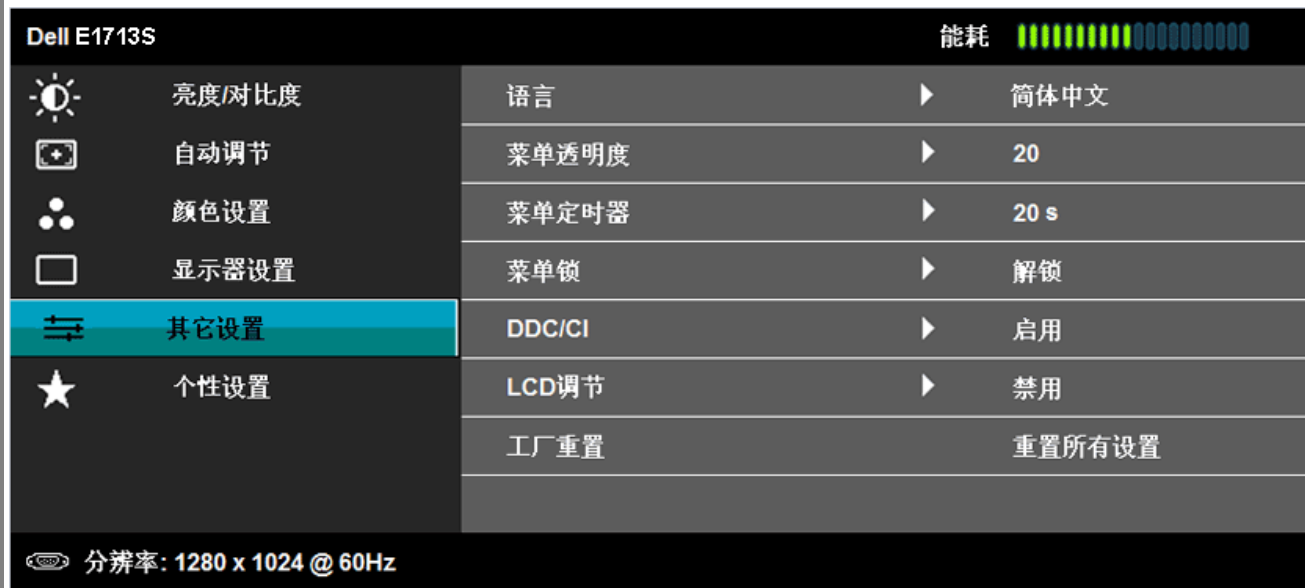 Dell E1713S 能耗
亮度/对比度 语言 简体中文
自动调节 菜单透明度 20
颜色设置 菜单定时器 20 s
显示器设置 菜单锁 解锁
其它设置 DDC/CI 启用
个性设置 LCD调节 禁用
工厂重置 重置所有设置
分辨率: 1280 x 1024 @ 60Hz